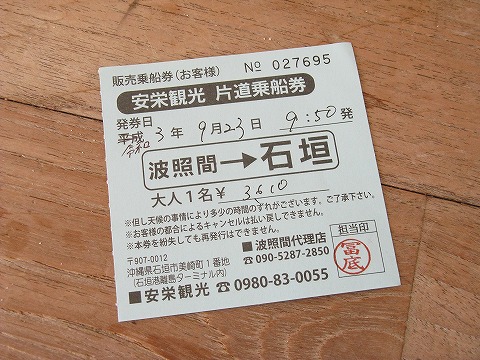 販売乗船券(お客様) № 027695
安栄観光 片道乗船券
発券日
平成
令和 3年 9月23日 9:50発
波照間→石垣
大人1名¥ 3610
※但し天候の事情により多少の時間のずれがございます。ご了承下さい。
※お客様の都合によるキャンセルは払い戻しできません。
※本券を紛失しても再発行はできません。
担当印
冨底
〒907-0012
沖縄県石垣市美崎町1番地
(石垣港離島ターミナル内)
■波照間代理店
☎090-5287-2850
■安栄観光 ☎0980-83-0055